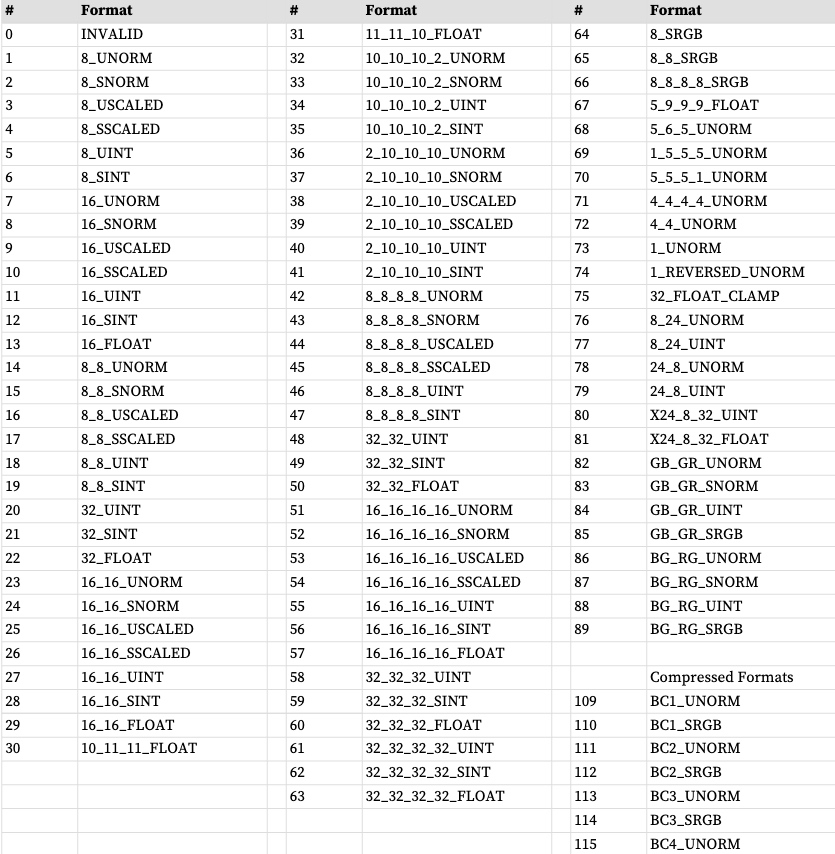 # Format # Format # Format
0 INVALID 31 11_11_10_FLOAT 64 8_SRGB
1 8_UNORM 32 10_10_10_2_UNORM 65 8_8_SRGB
2 8_SNORM 33 10_10_10_2_SNORM 66 8_8_8_8_SRGB
3 8_USCALED 34 10_10_10_2_UINT 67 5_9_9_9_FLOAT
4 8_SSCALED 35 10_10_10_2_SINT 68 5_6_5_UNORM
5 8_UINT 36 2_10_10_10_UNORM 69 1_5_5_5_UNORM
6 8_SINT 37 2_10_10_10_SNORM 70 5_5_5_1_UNORM
7 16_UNORM 38 2_10_10_10_USCALED 71 4_4_4_4_UNORM
8 16_SNORM 39 2_10_10_10_SSCALED 72 4_4_UNORM
9 16_USCALED 40 2_10_10_10_UINT 73 1_UNORM
10 16_SSCALED 41 2_10_10_10_SINT 74 1_REVERSED_UNORM
11 16_UINT 42 8_8_8_8_UNORM 75 32_FLOAT_CLAMP
12 16_SINT 43 8_8_8_8_SNORM 76 8_24_UNORM
13 16_FLOAT 44 8_8_8_8_USCALED 77 8_24_UINT
14 8_8_UNORM 45 8_8_8_8_SSCALED 78 24_8_UNORM
15 8_8_SNORM 46 8_8_8_8_UINT 79 24_8_UINT
16 8_8_USCALED 47 8_8_8_8_SINT 80 X24_8_32_UINT
17 8_8_SSCALED 48 32_32_UINT 81 X24_8_32_FLOAT
18 8_8_UINT 49 32_32_SINT 82 GB_GR_UNORM
19 8_8_SINT 50 32_32_FLOAT 83 GB_GR_SNORM
20 32_UINT 51 16_16_16_16_UNORM 84 GB_GR_UINT
21 32_SINT 52 16_16_16_16_SNORM 85 GB_GR_SRGB
22 32_FLOAT 53 16_16_16_16_USCALED 86 BG_RG_UNORM
23 16_16_UNORM 54 16_16_16_16_SSCALED 87 BG_RG_SNORM
24 16_16_SNORM 55 16_16_16_16_UINT 88 BG_RG_UINT
25 16_16_USCALED 56 16_16_16_16_SINT 89 BG_RG_SRGB
26 16_16_SSCALED 57 16_16_16_16_FLOAT
27 16_16_UINT 58 32_32_32_UINT Compressed Formats
28 16_16_SINT 59 32_32_32_SINT 109 BC1_UNORM
29 16_16_FLOAT 60 32_32_32_FLOAT 110 BC1_SRGB
30 10_11_11_FLOAT 61 32_32_32_32_UINT 111 BC2_UNORM
62 32_32_32_32_SINT 112 BC2_SRGB
63 32_32_32_32_FLOAT 113 BC3_UNORM
114 BC3_SRGB
115 BC4_UNORM